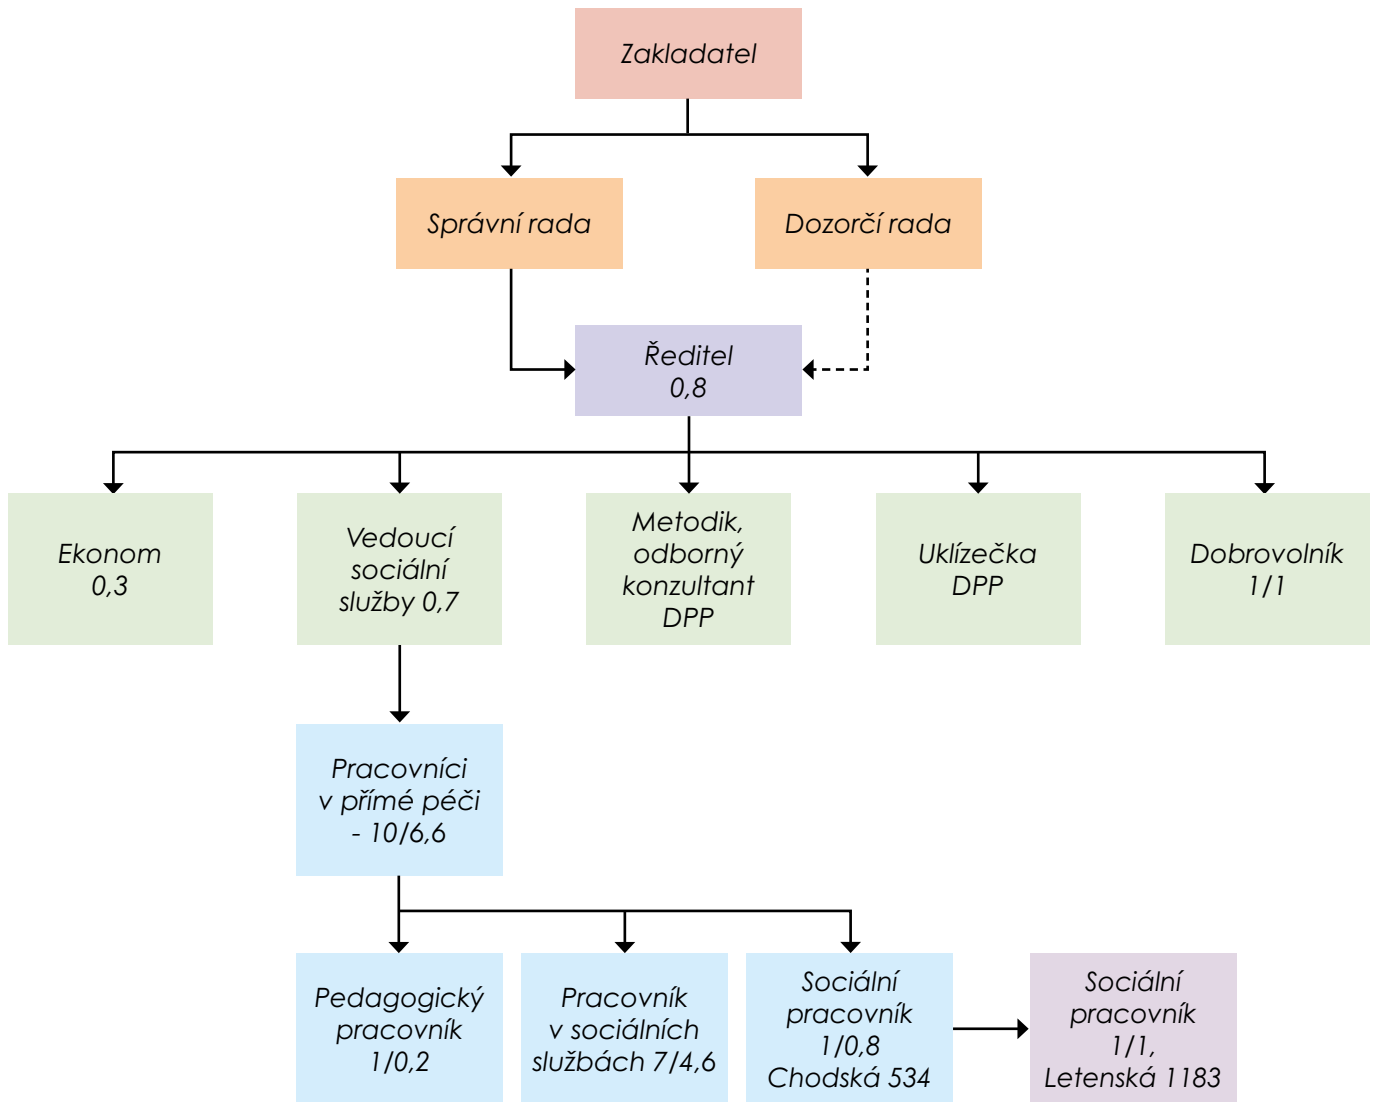 Zakladatel
Správní rada
Dozorčí rada
Ředitel
0,8
Ekonom
0,3
Vedoucí
sociální
služby 0,7
Metodik,
odborný
konzultant
DPP
Uklízečka
DPP
Dobrovolník
1/1
Pracovníci
v přímé péči
- 10/6,6
Pedagogický
pracovník
1/0,2
Pracovník
v sociálních
službách 7/4,6
Sociální
pracovník
1/0,8
Chodská 534
Sociální
pracovník
1/1,
Letenská 1183